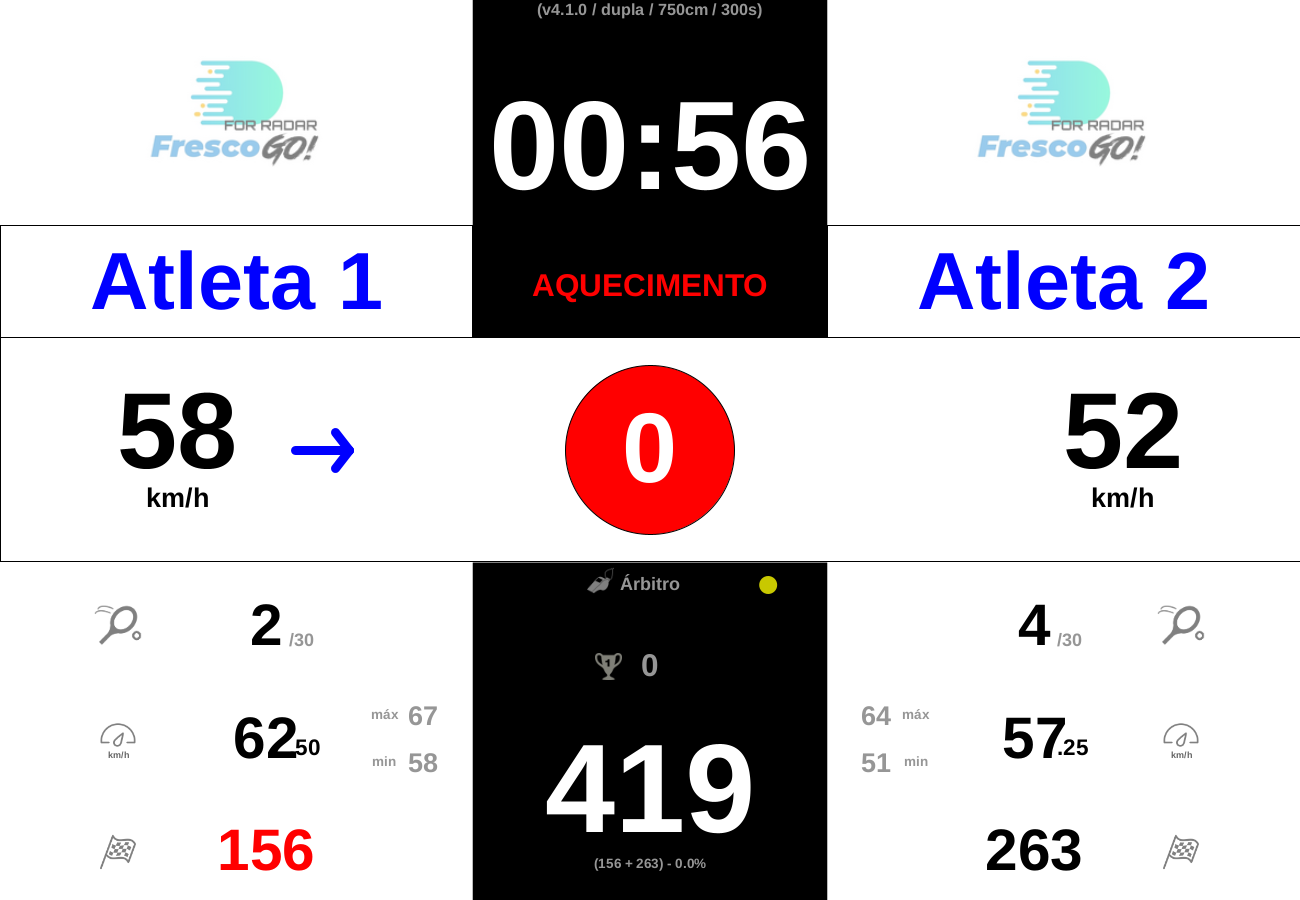 (v4.1.0 / dupla / 750cm / 300s)
FOR RADAR
FrescoGO!
00:56
FOR RADAR
FrescoGO!
Atleta 1
AQUECIMENTO
Atleta 2
58
km/h
0
52
km/h
Árbitro
2 /30
4 /30
1 0
62 50
máx 67
min 58
km/h
64 máx
51 min
57 .25
km/h
419
156
(156 + 263) - 0.0%
263